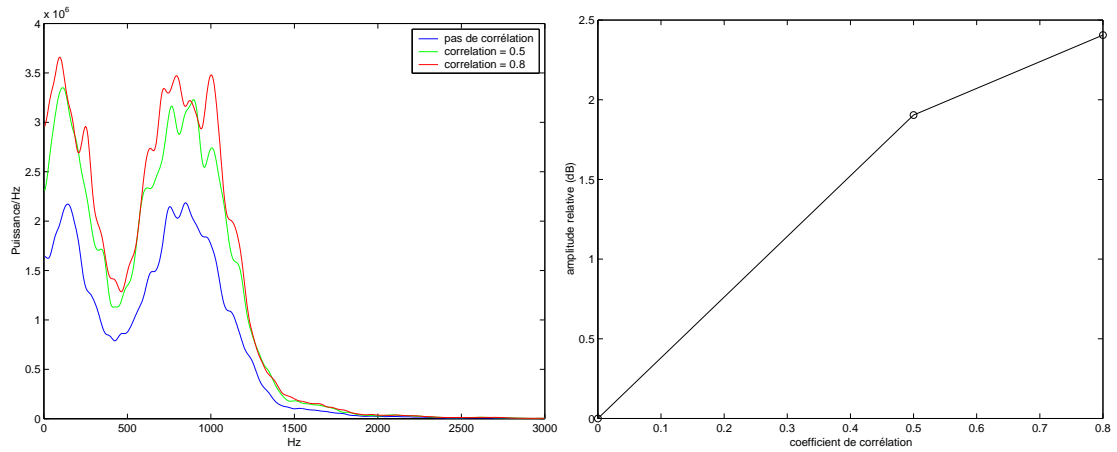 x 10^6
4
3.5
3
2.5
2
1.5
1
0.5
0
Puissance/Hz
0 500 1000 1500 2000 2500 3000
Hz
pas de corrélation
correlation = 0.5
correlation = 0.8
2.5
2
1.5
1
0.5
0
amplitude relative (dB)
0 0.1 0.2 0.3 0.4 0.5 0.6 0.7 0.8
coefficient de corrélation